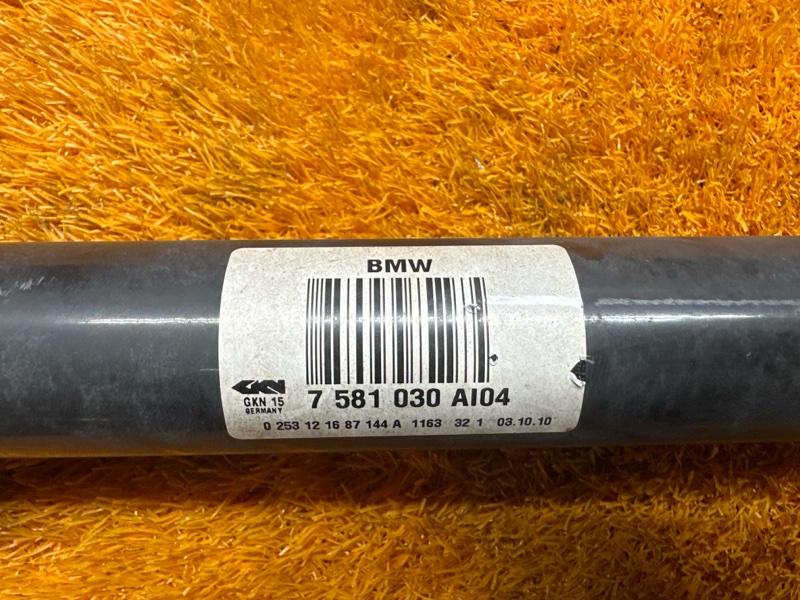 BMW
GKN
GKN 15
GERMANY
7 581 030 AI04
0 253 12 16 87 144 A 1163 32 1 03.10.10